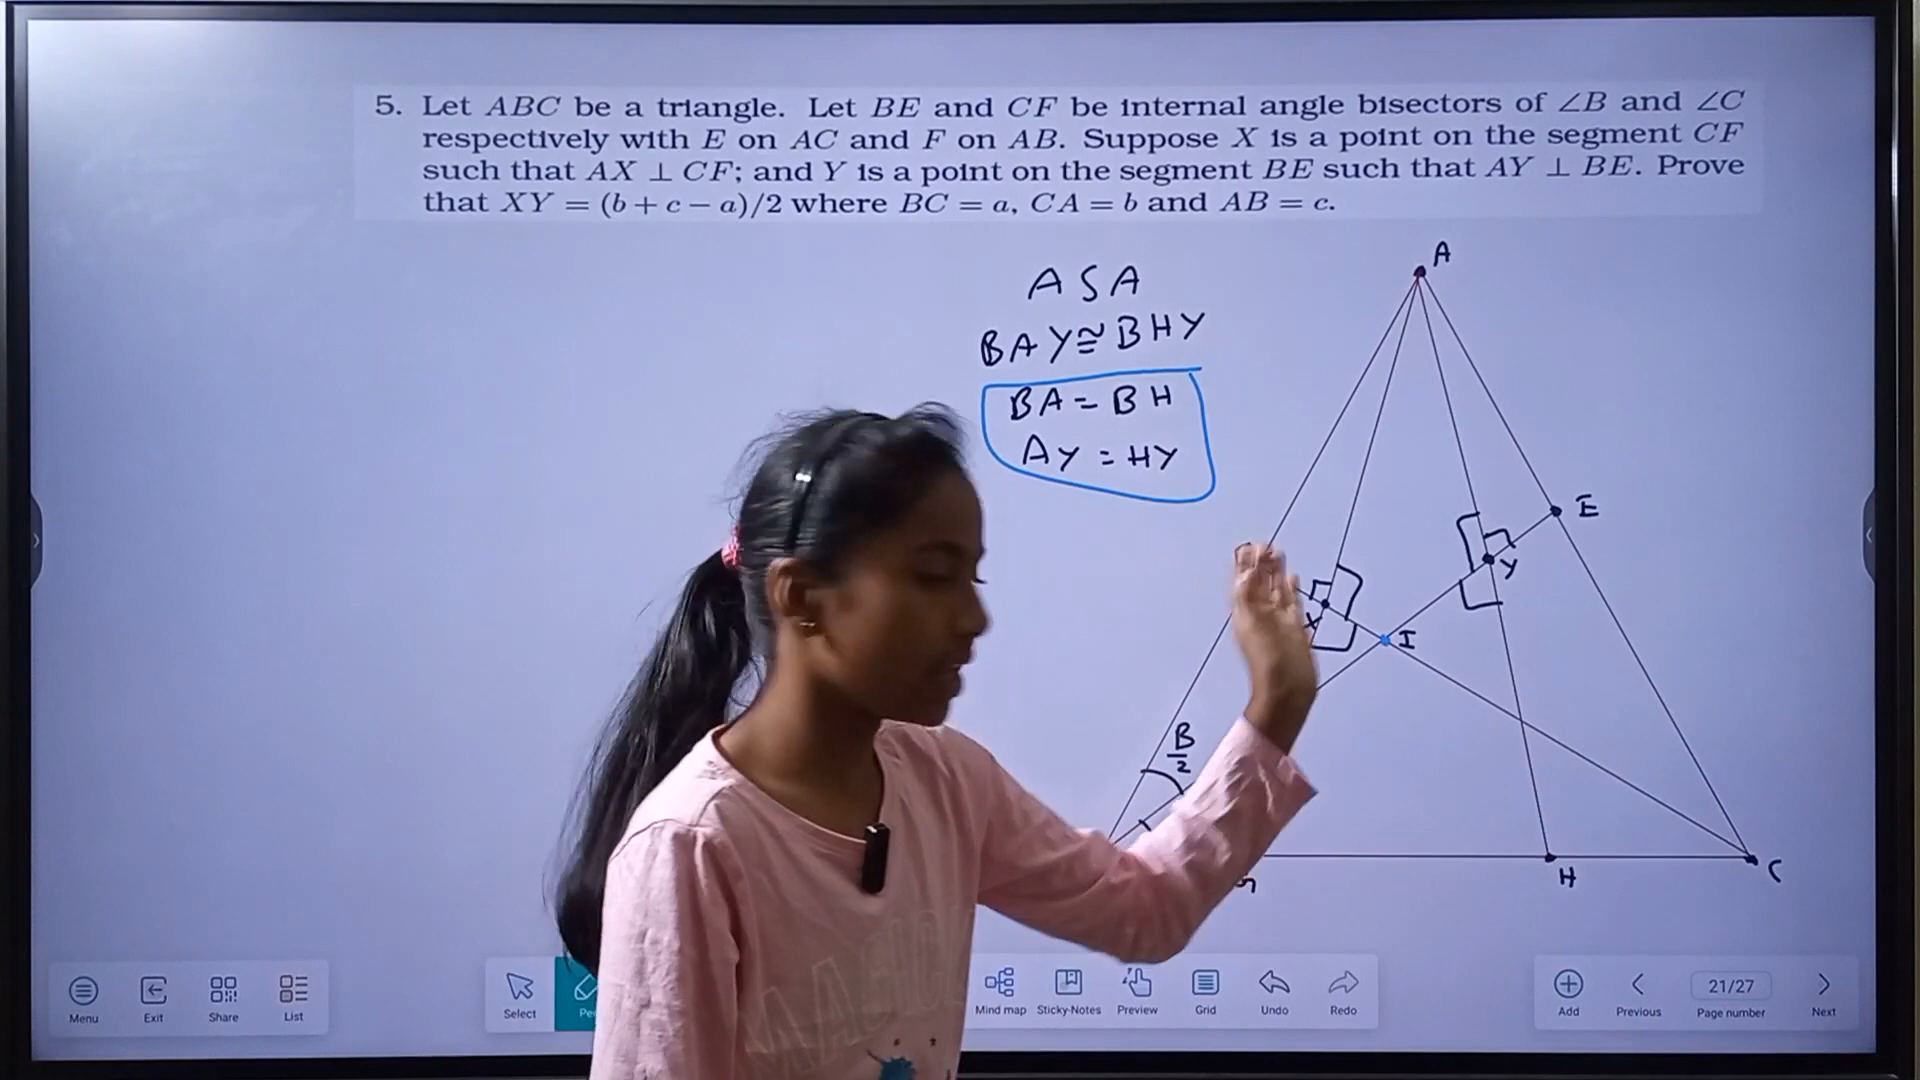 5. Let ABC be a triangle. Let BE and CF be internal angle bisectors of ∠B and ∠C
respectively with E on AC and F on AB. Suppose X is a point on the segment CF
such that AX ⊥ CF; and Y is a point on the segment BE such that AY ⊥ BE. Prove
that XY = (b + c − a)/2 where BC = a, CA = b and AB = c.
A
ASA
BAY≅BHY
BA=BH
AY=HY
E
Y
X
I
B/2
H
C
Menu
Exit
Share
List
Select
Mind map
Sticky-Notes
Preview
Grid
Undo
Redo
Add
Previous
21/27
Page number
Next